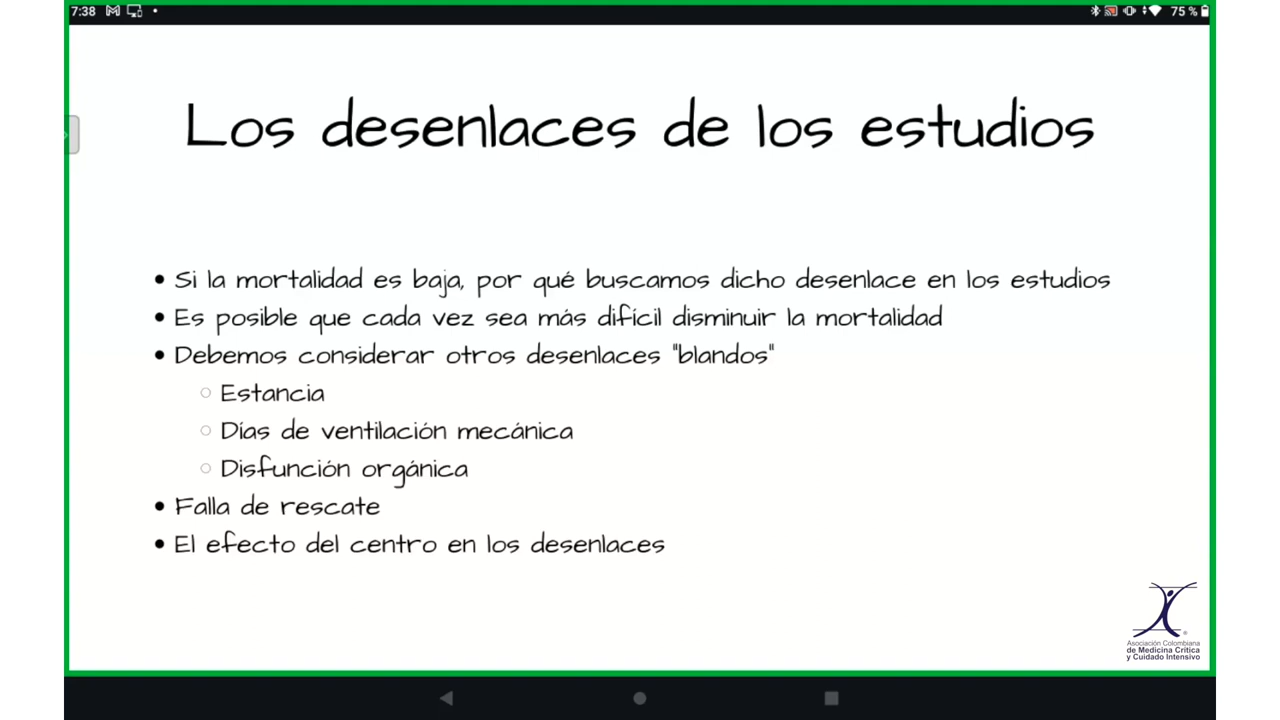 7:38
75 %
Los desenlaces de los estudios
• Si la mortalidad es baja, por qué buscamos dicho desenlace en los estudios
• Es posible que cada vez sea más difícil disminuir la mortalidad
• Debemos considerar otros desenlaces "blandos"
○ Estancia
○ Días de ventilación mecánica
○ Disfunción orgánica
• Falla de rescate
• El efecto del centro en los desenlaces
Asociación Colombiana
de Medicina Crítica
y Cuidado Intensivo